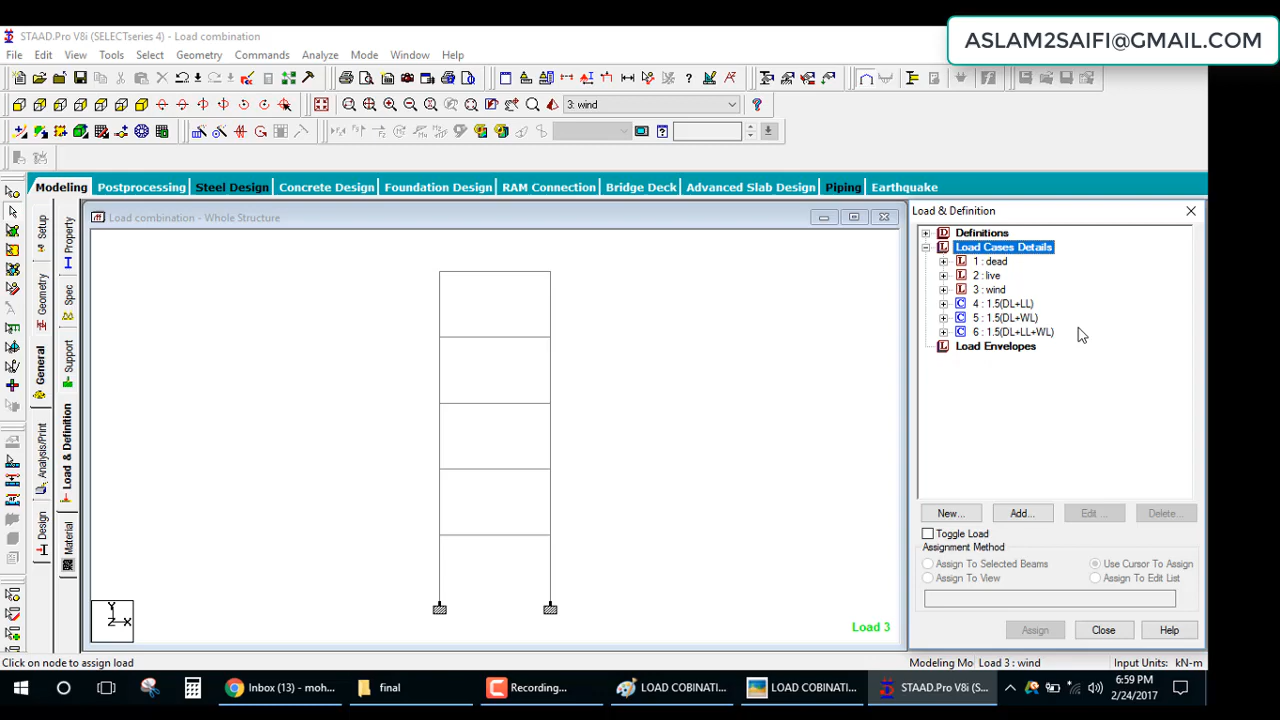 ASLAM2SAIFI@GMAIL.COM
STAAD.Pro V8i (SELECTseries 4) - Load combination
File Edit View Tools Select Geometry Commands Analyze Mode Window Help
3: wind
Modeling Postprocessing Steel Design Concrete Design Foundation Design RAM Connection Bridge Deck Advanced Slab Design Piping Earthquake
Load combination - Whole Structure
Load & Definition
Setup
Geometry
General
Analysis/Print
Design
Property
Spec
Support
Load & Definition
Material
Definitions
Load Cases Details
1 : dead
2 : live
3 : wind
4 : 1.5(DL+LL)
5 : 1.5(DL+WL)
6 : 1.5(DL+LL+WL)
Load Envelopes
New... Add... Edit ... Delete...
Toggle Load
Assignment Method
Assign To Selected Beams Use Cursor To Assign
Assign To View Assign To Edit List
Assign Close Help
Y
Z X
Load 3
Click on node to assign load Modeling Mo Load 3 : wind Input Units: kN-m
Inbox (13) - moh... final Recording... LOAD COBINATI... LOAD COBINATI... STAAD.Pro V8i (S... 6:59 PM
2/24/2017